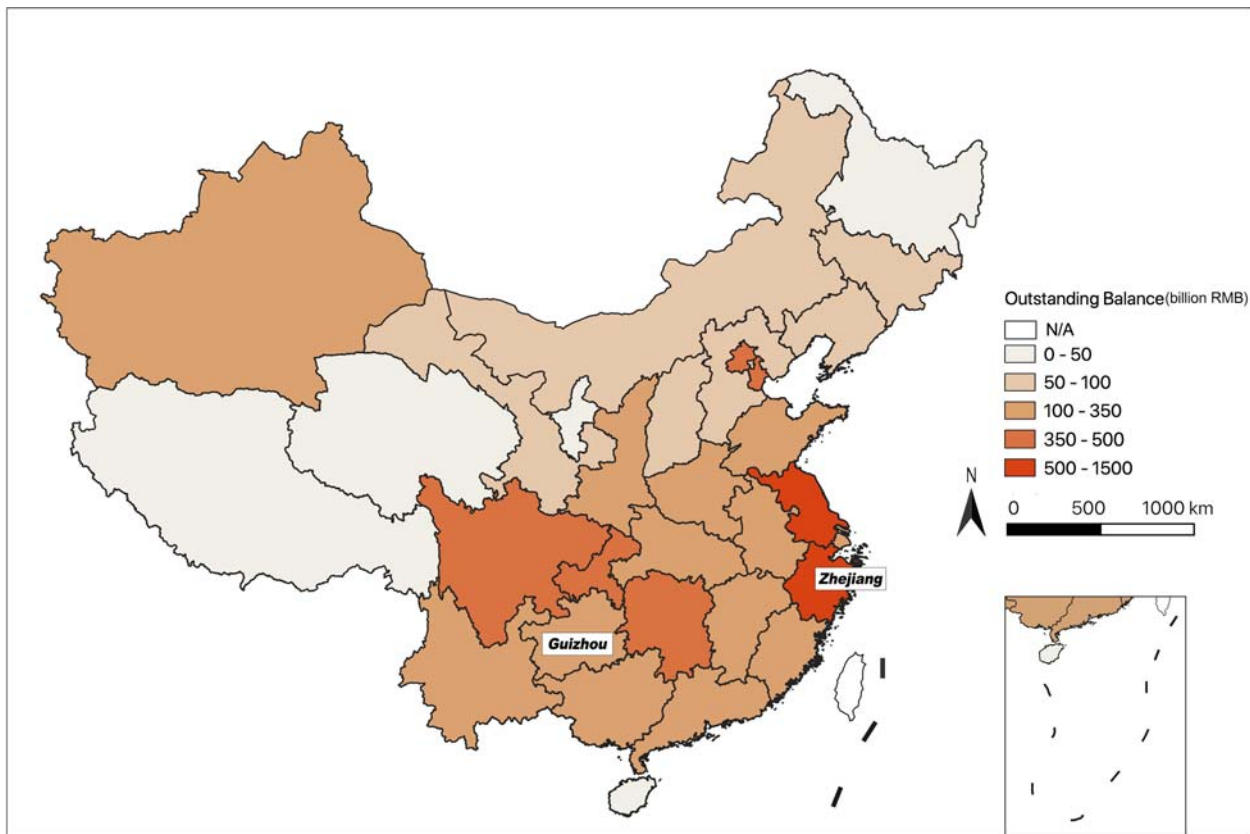 Outstanding Balance(billion RMB)
N/A
0 - 50
50 - 100
100 - 350
350 - 500
500 - 1500
N
0 500 1000 km
Zhejiang
Guizhou